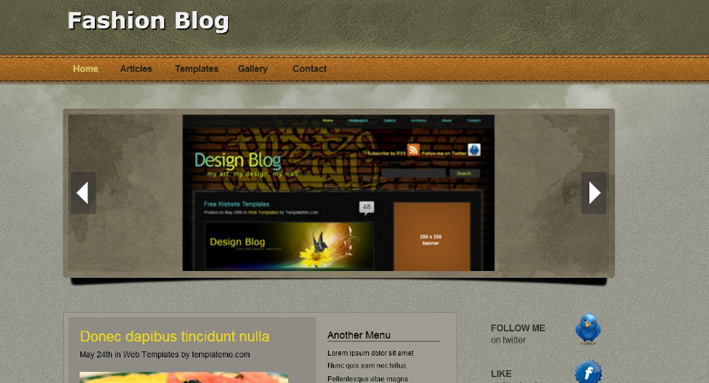 Fashion Blog
Home Articles Templates Gallery Contact
Home Wallpapers Gallery Archives About Contact
Subscribe by RSS Follow me on Twitter
Design Blog
my art, my design, my wall
Search
Free Website Templates
48
Posted on May 28th in Web Templates by TemplateMo.com
Design Blog
250 x 250
banner
Donec dapibus tincidunt nulla
May 24th in Web Templates by templatemo.com
Another Menu
Lorem ipsum dolor sit amet
Nunc quis sem nec tellus
Pellentesque vitae magna
FOLLOW ME
on twitter
LIKE